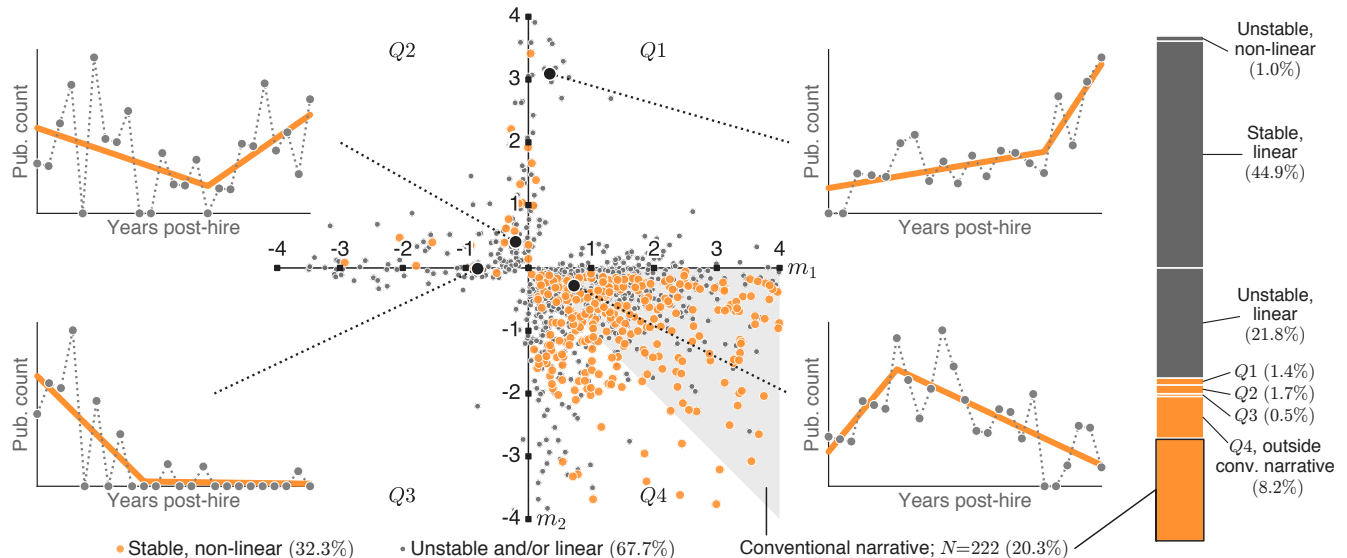 Q2
Q1
Pub. count
Years post-hire
Pub. count
Years post-hire
4
3
2
1
-4
-3
-2
-1
1
2
3
4
m1
-1
-2
-3
-4
m2
Pub. count
Years post-hire
Q3
Q4
Pub. count
Years post-hire
Unstable,
non-linear
(1.0%)
Stable,
linear
(44.9%)
Unstable,
linear
(21.8%)
Q1 (1.4%)
Q2 (1.7%)
Q3 (0.5%)
Q4, outside
conv. narrative
(8.2%)
Stable, non-linear (32.3%)
Unstable and/or linear (67.7%)
Conventional narrative; N=222 (20.3%)